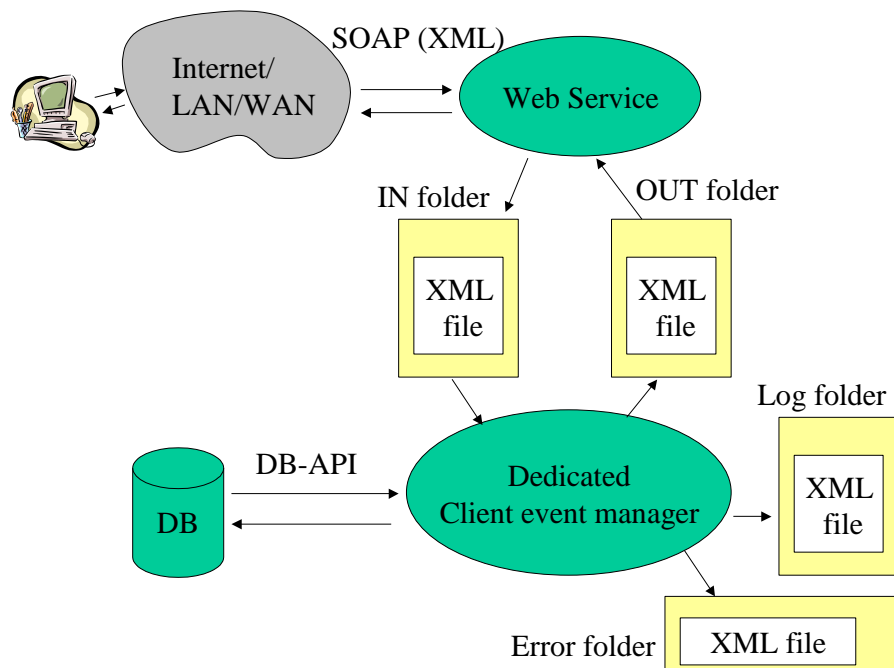 SOAP (XML)
Internet/
LAN/WAN
Web Service
IN folder
OUT folder
XML
file
XML
file
Log folder
XML
file
DB-API
DB
Dedicated
Client event manager
Error folder
XML file